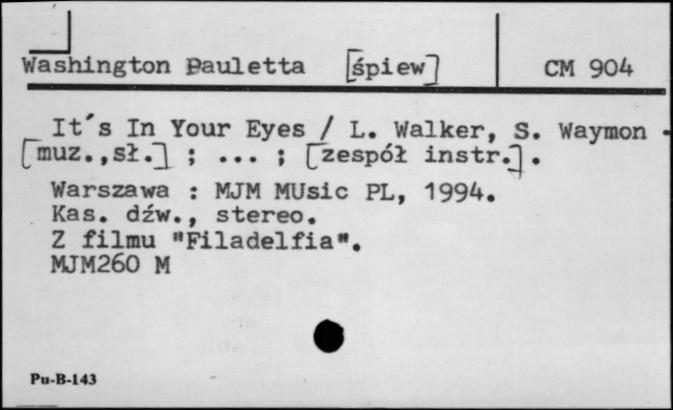 Washington Pauletta [śpiew] CM 904
It's In Your Eyes / L. Walker, S. Waymon -
[muz.,sł.] ; ... ; [zespół instr.].
Warszawa : MJM MUsic PL, 1994.
Kas. dźw., stereo.
Z filmu "Filadelfia".
MJM260 M
Pu-B-143